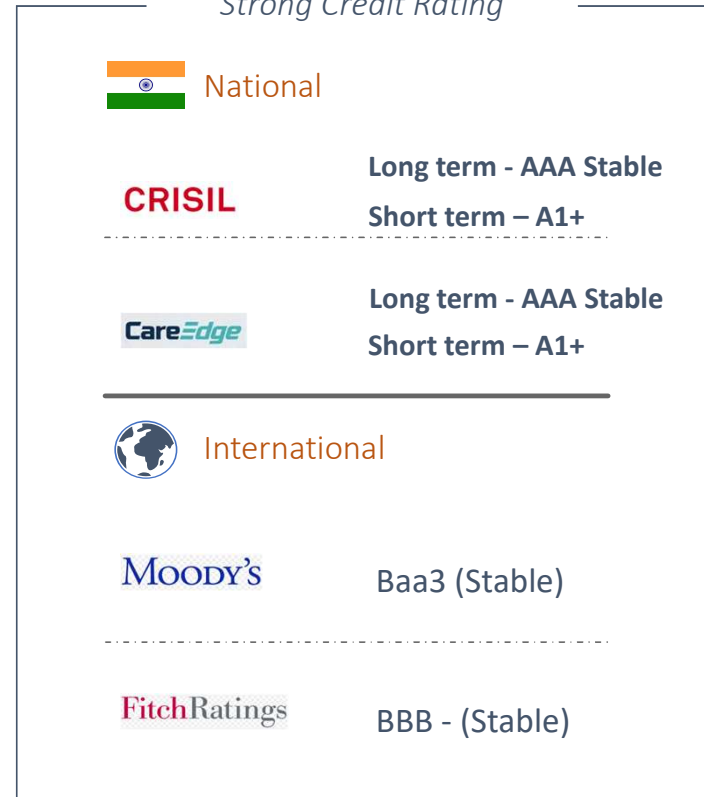 Strong Credit Rating
National
CRISIL
Long term - AAA Stable
Short term – A1+
CareEdge
Long term - AAA Stable
Short term – A1+
International
MOODY'S
Baa3 (Stable)
FitchRatings
BBB - (Stable)